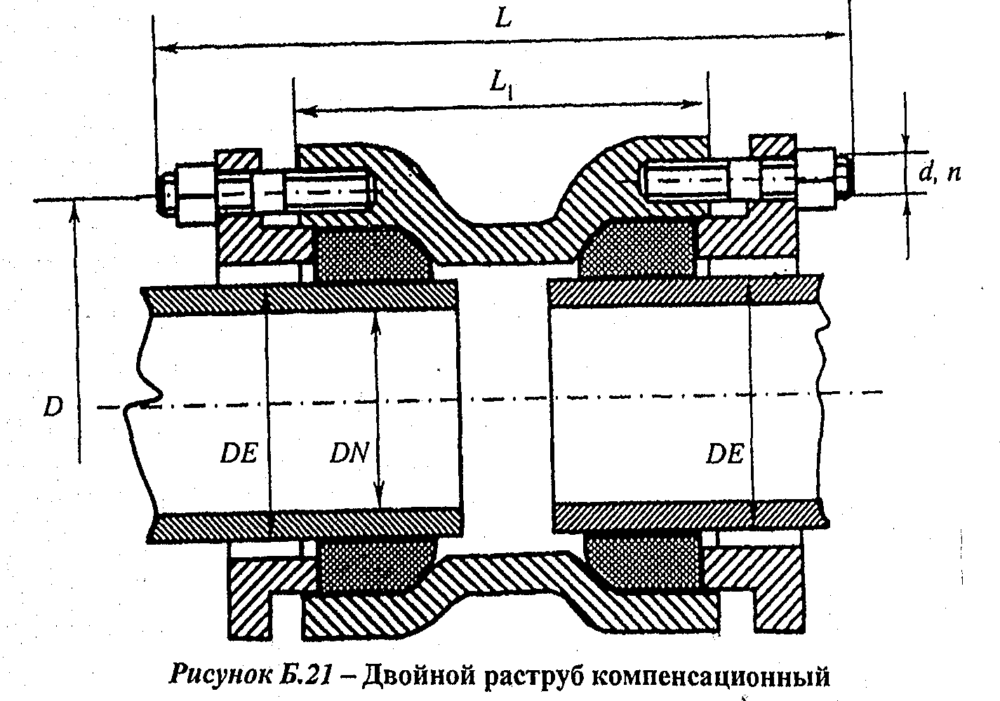 L
L₁
d, n
D
DE
DN
DE
Рисунок Б.21 – Двойной раструб компенсационный